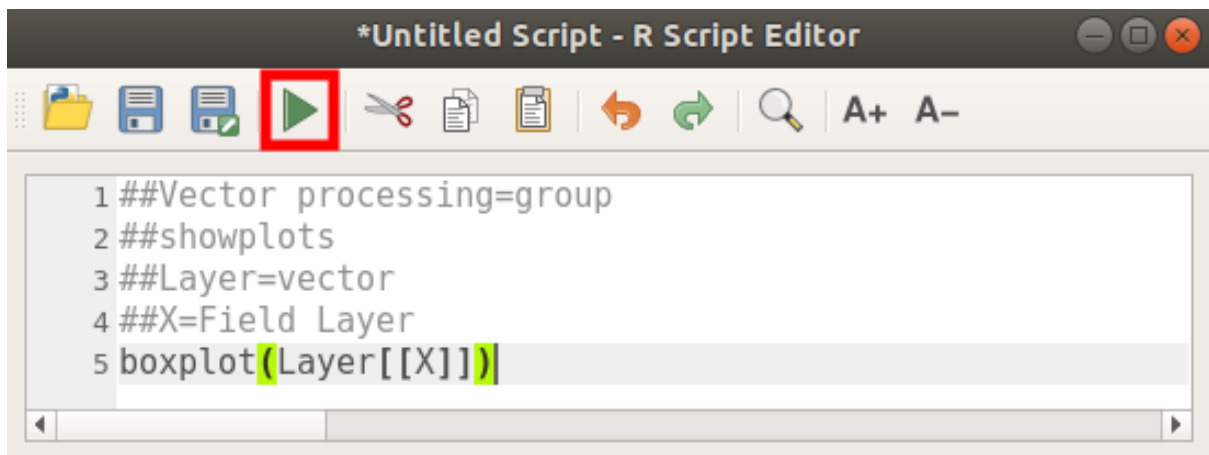 *Untitled Script - R Script Editor
A+ A-
1 ##Vector processing=group
2 ##showplots
3 ##Layer=vector
4 ##X=Field Layer
5 boxplot(Layer[[X]])